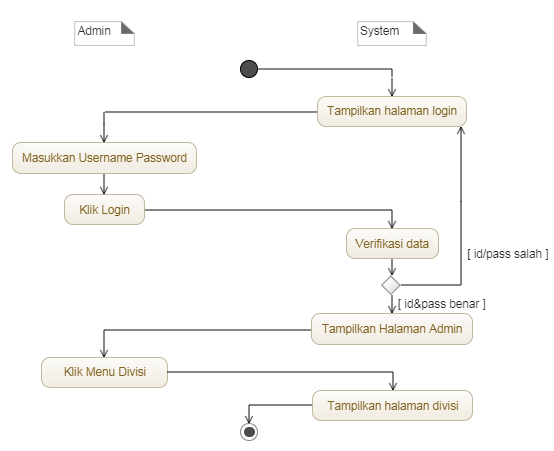 Admin
System
Tampilkan halaman login
Masukkan Username Password
Klik Login
Verifikasi data
[ id/pass salah ]
[ id&pass benar ]
Tampilkan Halaman Admin
Klik Menu Divisi
Tampilkan halaman divisi